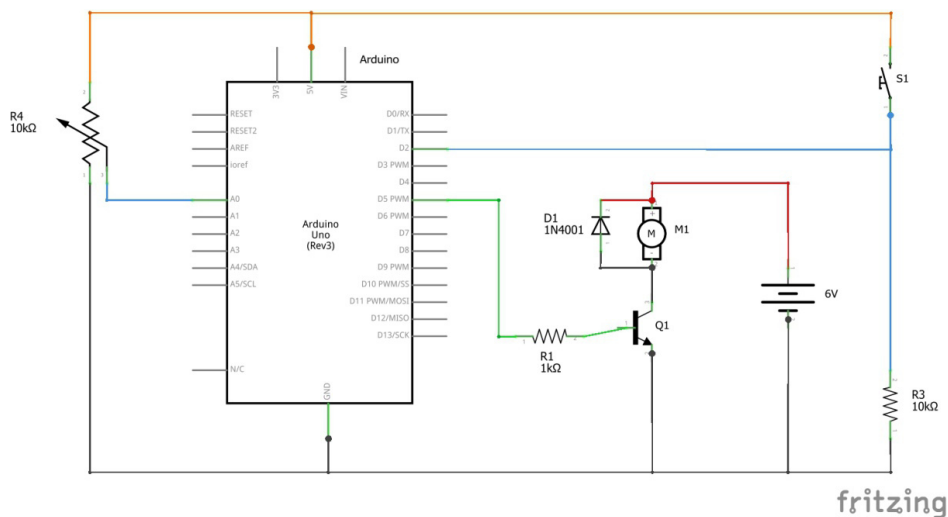 Arduino
3V3
5V
VIN
S1
R4
10kΩ
RESET
RESET2
AREF
ioref
A0
A1
A2
A3
A4/SDA
A5/SCL
N/C
D0/RX
D1/TX
D2
D3 PWM
D4
D5 PWM
D6 PWM
D7
D8
D9 PWM
D10 PWM/SS
D11 PWM/MOSI
D12/MISO
D13/SCK
Arduino
Uno
(Rev3)
GND
D1
1N4001
+
M
-
M1
6V
Q1
R1
1kΩ
R3
10kΩ
fritzing